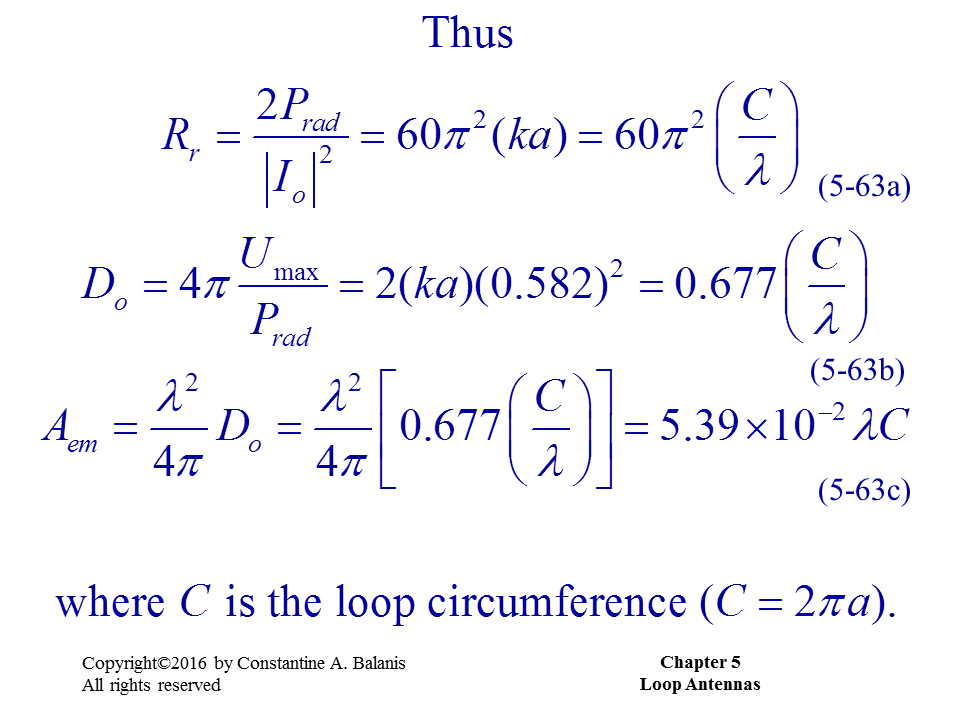 Thus
R_r = 2P_rad / |I_o|^2 = 60π^2 (ka) = 60π^2 (C/λ) (5-63a)
D_o = 4π U_max / P_rad = 2(ka)(0.582)^2 = 0.677 (C/λ)
(5-63b)
A_em = λ^2/4π D_o = λ^2/4π [0.677 (C/λ)] = 5.39×10^−2 λC
(5-63c)
where C is the loop circumference (C = 2πa).
Copyright©2016 by Constantine A. Balanis
All rights reserved
Chapter 5
Loop Antennas